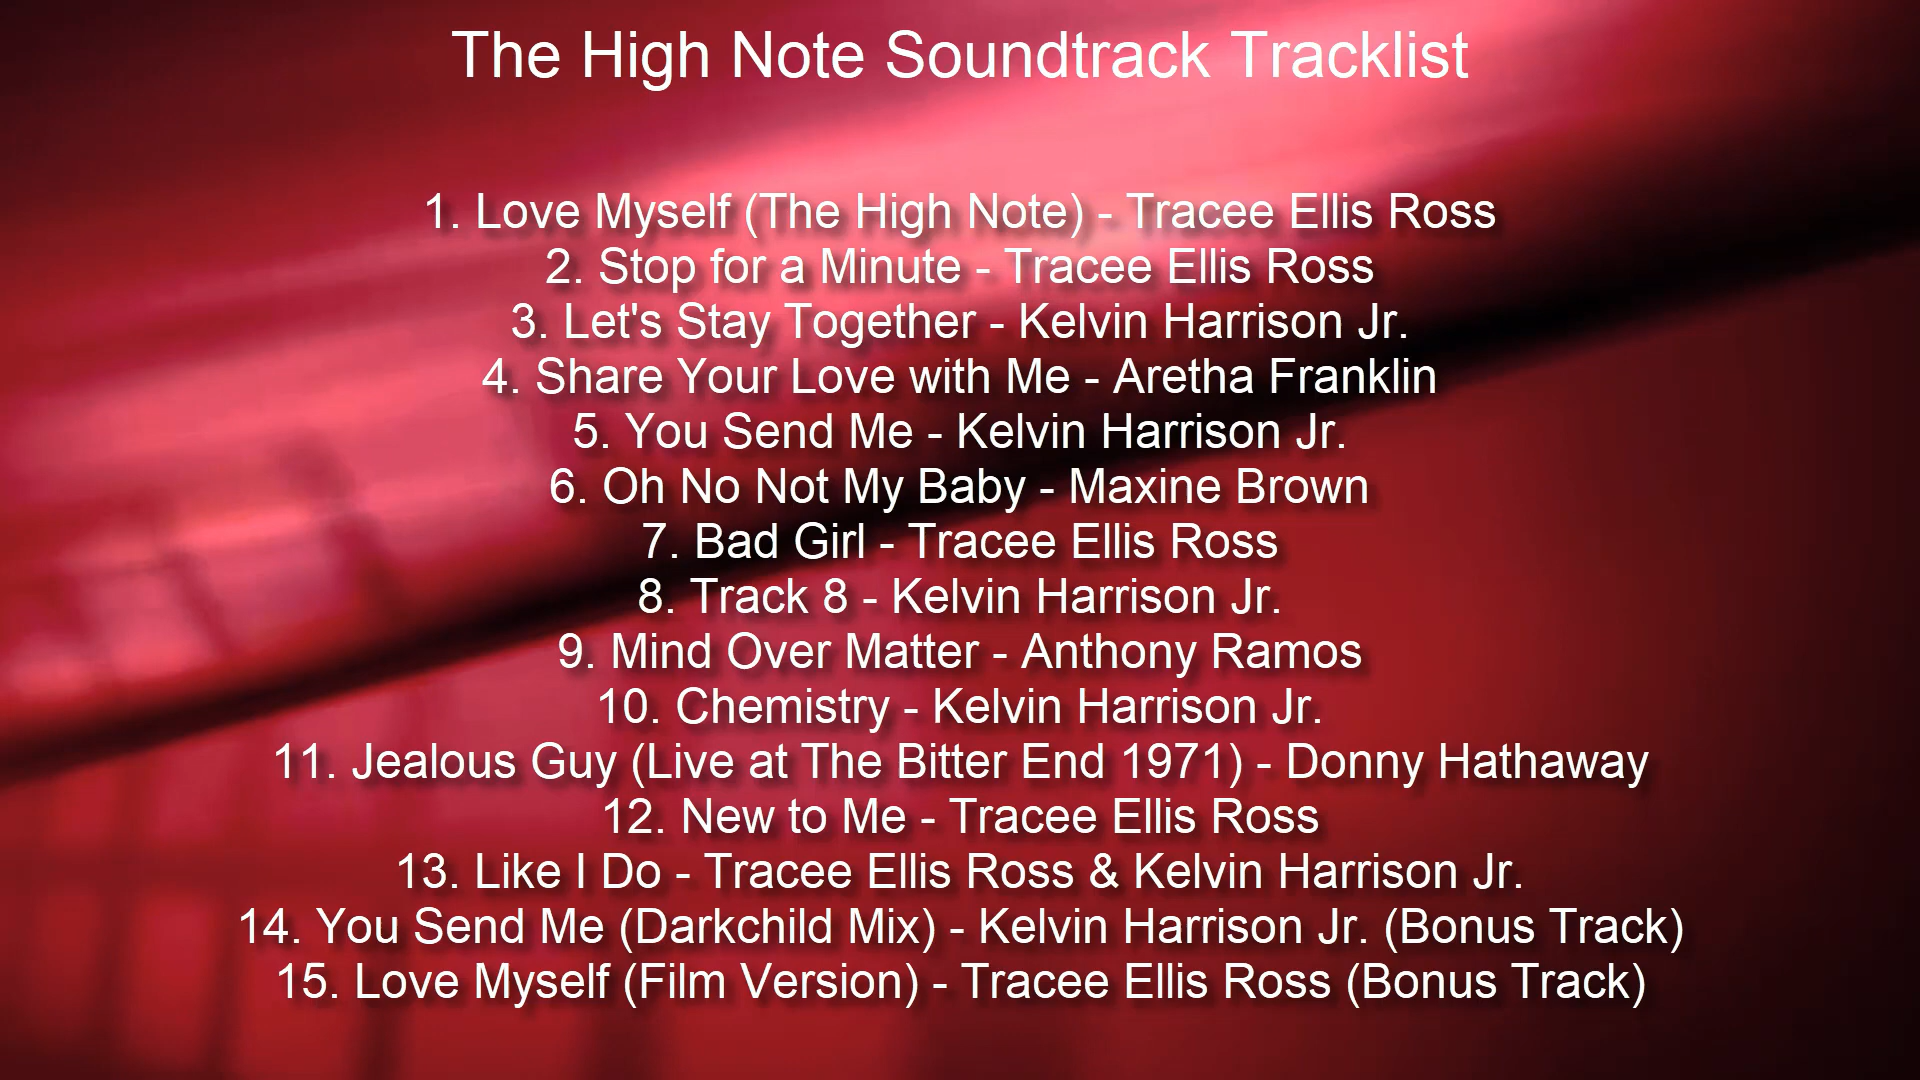 The High Note Soundtrack Tracklist
1. Love Myself (The High Note) - Tracee Ellis Ross
2. Stop for a Minute - Tracee Ellis Ross
3. Let's Stay Together - Kelvin Harrison Jr.
4. Share Your Love with Me - Aretha Franklin
5. You Send Me - Kelvin Harrison Jr.
6. Oh No Not My Baby - Maxine Brown
7. Bad Girl - Tracee Ellis Ross
8. Track 8 - Kelvin Harrison Jr.
9. Mind Over Matter - Anthony Ramos
10. Chemistry - Kelvin Harrison Jr.
11. Jealous Guy (Live at The Bitter End 1971) - Donny Hathaway
12. New to Me - Tracee Ellis Ross
13. Like I Do - Tracee Ellis Ross & Kelvin Harrison Jr.
14. You Send Me (Darkchild Mix) - Kelvin Harrison Jr. (Bonus Track)
15. Love Myself (Film Version) - Tracee Ellis Ross (Bonus Track)